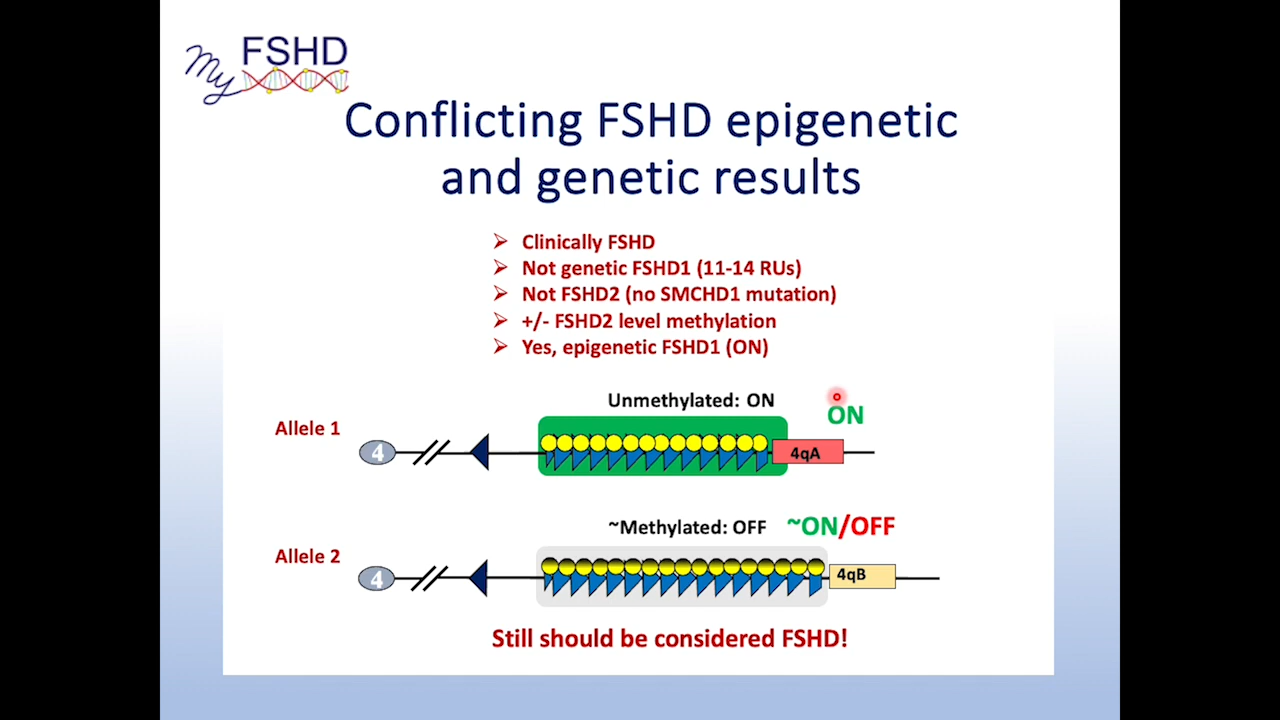 My FSHD
Conflicting FSHD epigenetic
and genetic results
➢ Clinically FSHD
➢ Not genetic FSHD1 (11-14 RUs)
➢ Not FSHD2 (no SMCHD1 mutation)
➢ +/- FSHD2 level methylation
➢ Yes, epigenetic FSHD1 (ON)
Unmethylated: ON
ON
Allele 1
4
4qA
~Methylated: OFF
~ON/OFF
Allele 2
4
4qB
Still should be considered FSHD!